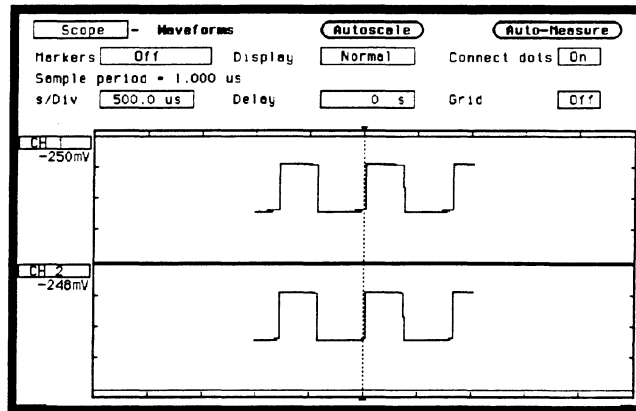 Scope - Waveforms Autoscale Auto-Measure
Markers Off Display Normal Connect dots On
Sample period = 1.000 us
s/Div 500.0 us Delay 0 s Grid Off
CH 1
-250mV
CH 2
-248mV